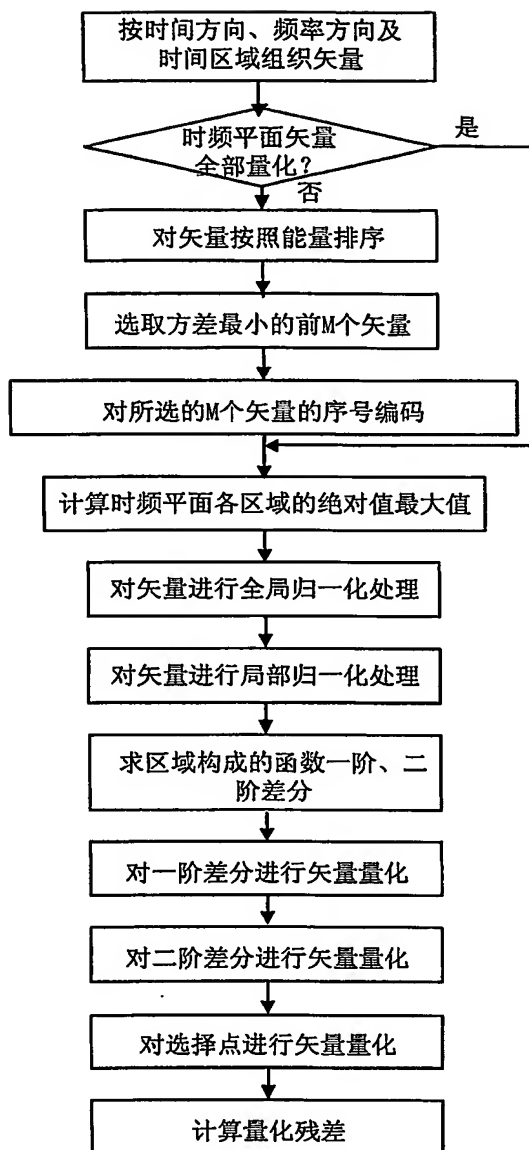 按时间方向、频率方向及
时间区域组织矢量
时频平面矢量
全部量化？
是
否
对矢量按照能量排序
选取方差最小的前M个矢量
对所选的M个矢量的序号编码
计算时频平面各区域的绝对值最大值
对矢量进行全局归一化处理
对矢量进行局部归一化处理
求区域构成的函数一阶、二
阶差分
对一阶差分进行矢量量化
对二阶差分进行矢量量化
对选择点进行矢量量化
计算量化残差